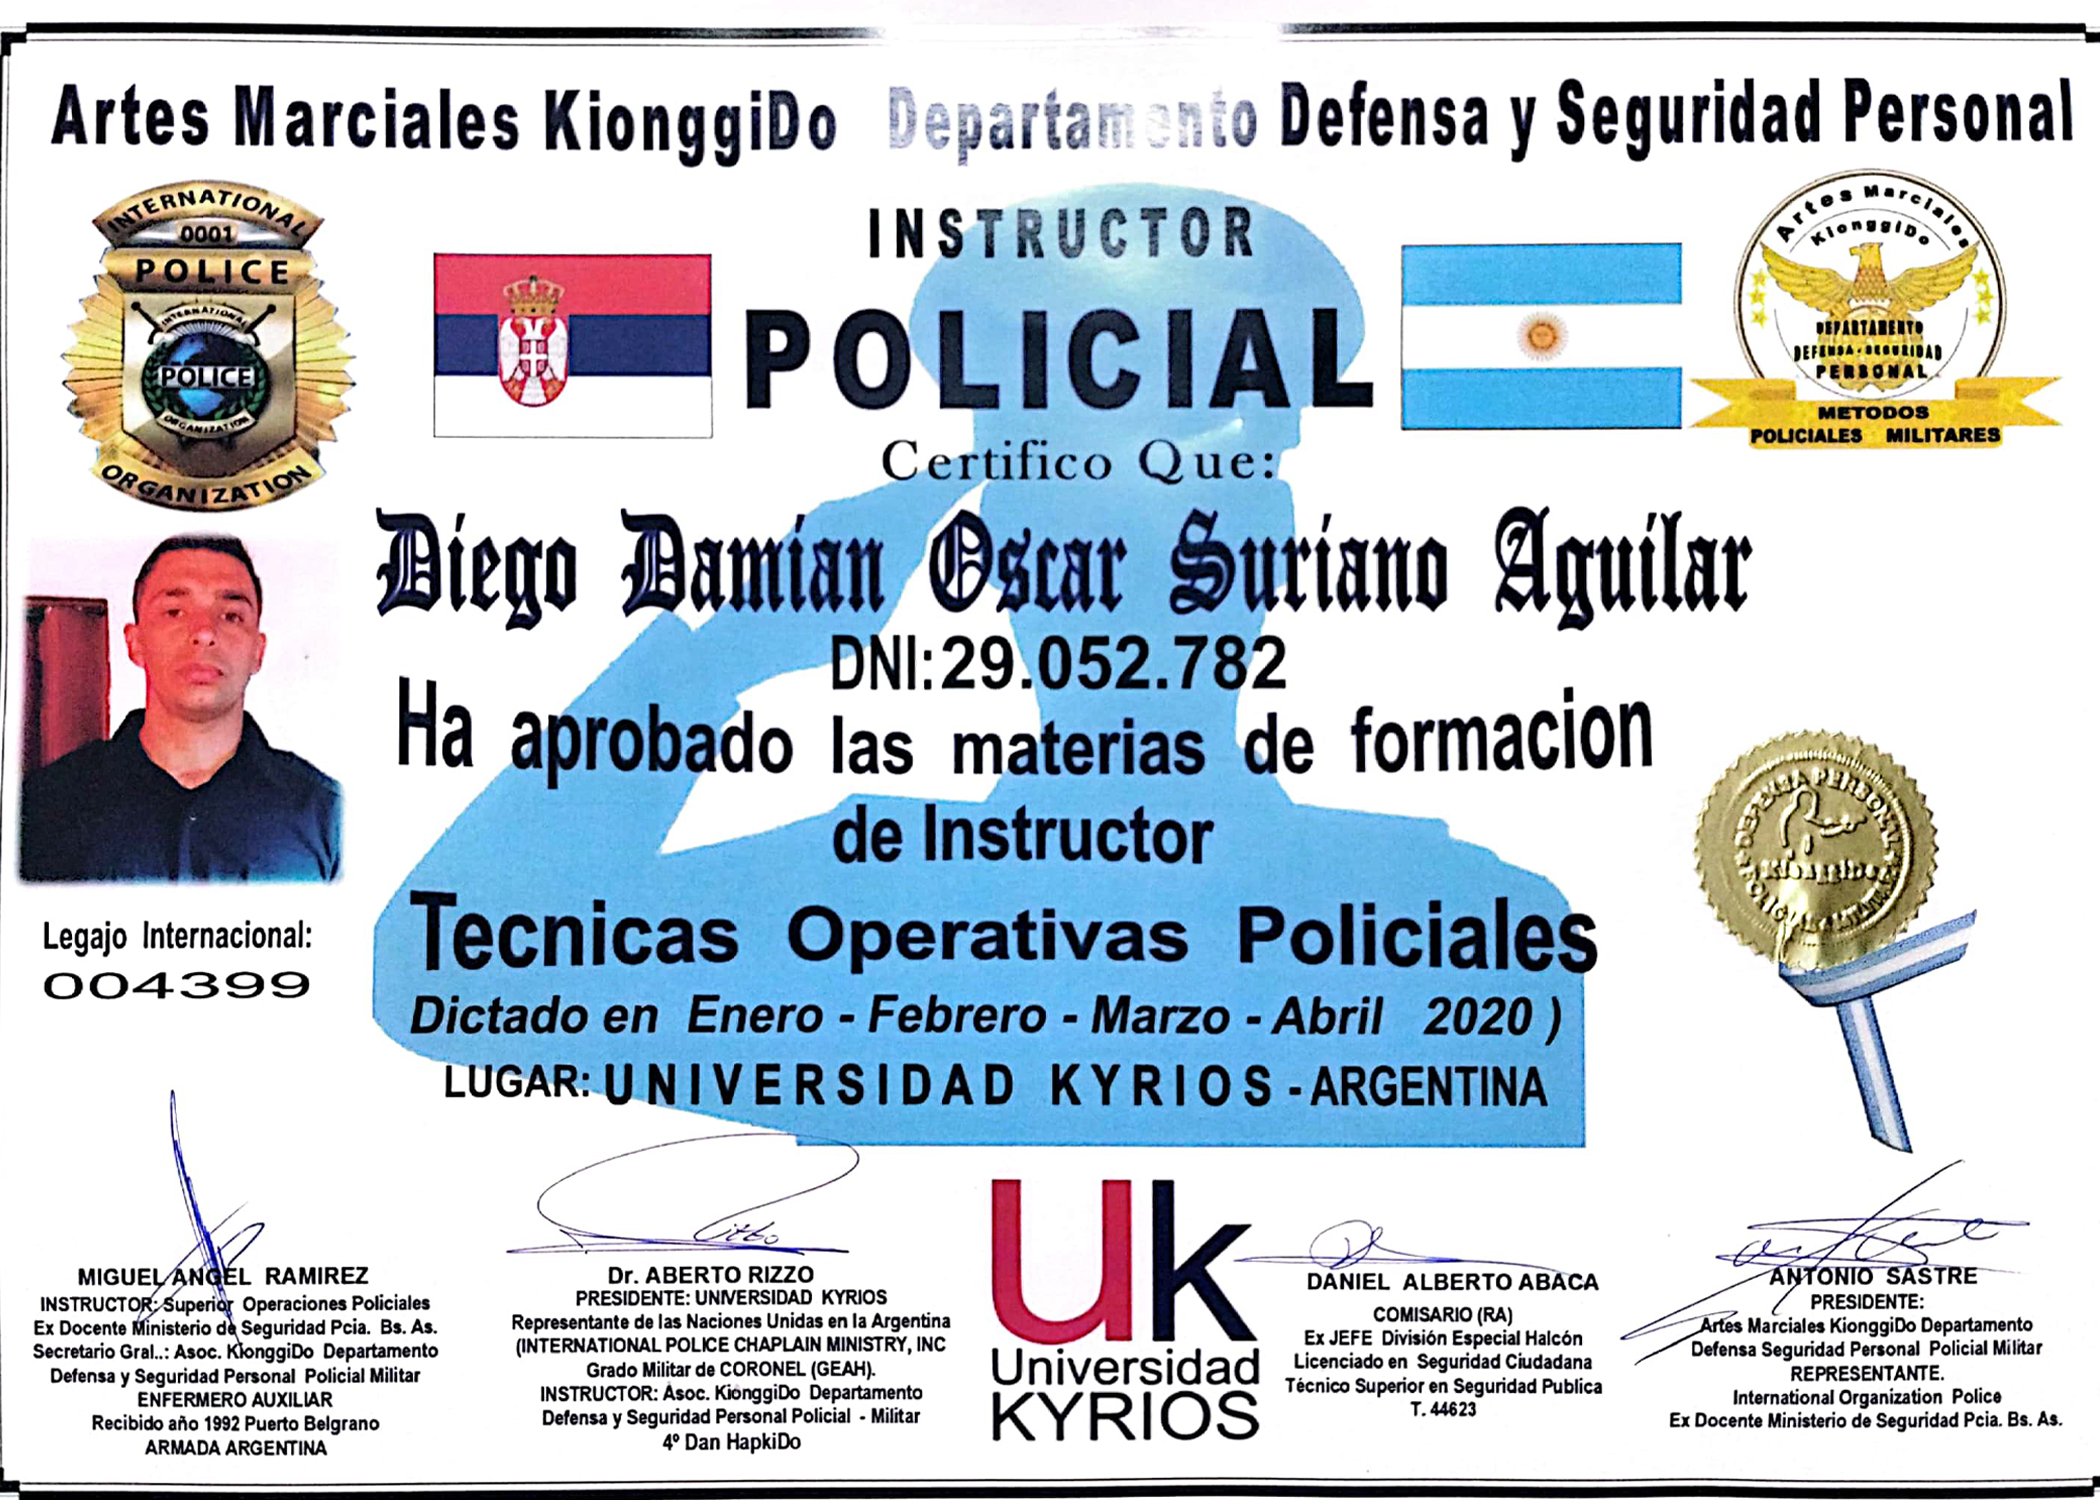 Artes Marciales KionggiDo Departamento Defensa y Seguridad Personal
INTERNATIONAL
0001
POLICE
INTERNATIONAL
POLICE
ORGANIZATION
ORGANIZATION
INSTRUCTOR
POLICIAL
Artes Marciales
KionggiDo
DEPARTAMENTO
DEFENSA - SEGURIDAD
PERSONAL
METODOS
POLICIALES MILITARES
Certifico Que:
Diego Damian Oscar Suriano Aguilar
DNI:29.052.782
Ha aprobado las materias de formacion
de Instructor
Tecnicas Operativas Policiales
Dictado en Enero - Febrero - Marzo - Abril 2020 )
LUGAR: UNIVERSIDAD KYRIOS - ARGENTINA
Legajo Internacional:
004399
DEFENSA PERSONAL
KionggiDo
MIGUEL ANGEL RAMIREZ
INSTRUCTOR: Superior Operaciones Policiales
Ex Docente Ministerio de Seguridad Pcia. Bs. As.
Secretario Gral..: Asoc. KionggiDo Departamento
Defensa y Seguridad Personal Policial Militar
ENFERMERO AUXILIAR
Recibido año 1992 Puerto Belgrano
ARMADA ARGENTINA
Dr. ABERTO RIZZO
PRESIDENTE: UNIVERSIDAD KYRIOS
Representante de las Naciones Unidas en la Argentina
(INTERNATIONAL POLICE CHAPLAIN MINISTRY, INC
Grado Militar de CORONEL (GEAH).
INSTRUCTOR: Asoc. KionggiDo Departamento
Defensa y Seguridad Personal Policial - Militar
4º Dan HapkiDo
Uk
Universidad
KYRIOS
DANIEL ALBERTO ABACA
COMISARIO (RA)
Ex JEFE División Especial Halcón
Licenciado en Seguridad Ciudadana
Técnico Superior en Seguridad Publica
T. 44623
ANTONIO SASTRE
PRESIDENTE:
Artes Marciales KionggiDo Departamento
Defensa Seguridad Personal Policial Militar
REPRESENTANTE.
International Organization Police
Ex Docente Ministerio de Seguridad Pcia. Bs. As.